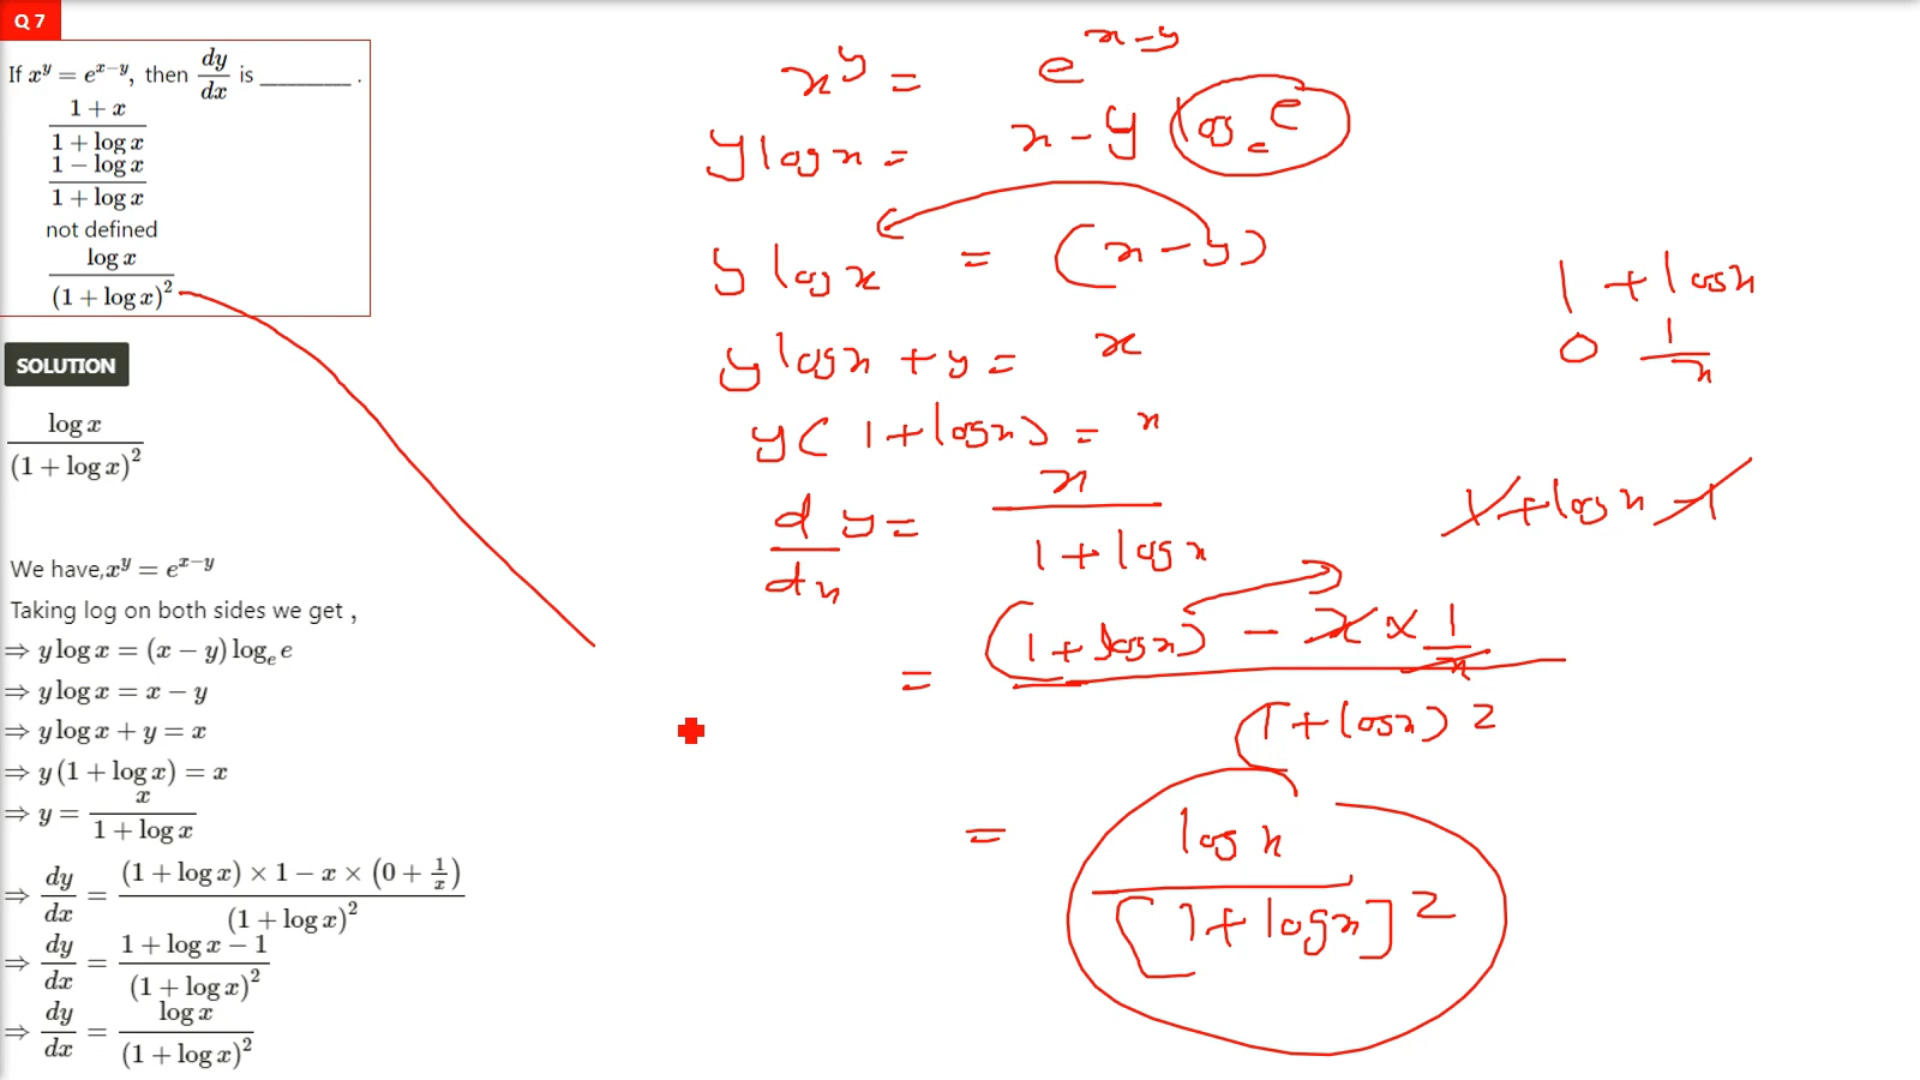 Q 7
If x^y = e^{x−y}, then dy/dx is ________ .
(1 + x)/(1 + log x)
(1 − log x)/(1 + log x)
not defined
log x/(1 + log x)²
SOLUTION
log x/(1 + log x)²
We have,x^y = e^{x−y}
Taking log on both sides we get ,
⇒ y log x = (x − y) logₑ e
⇒ y log x = x − y
⇒ y log x + y = x
⇒ y (1 + log x) = x
⇒ y = x/(1 + log x)
⇒ dy/dx = ((1 + log x) × 1 − x × (0 + 1/x))/(1 + log x)²
⇒ dy/dx = (1 + log x − 1)/(1 + log x)²
⇒ dy/dx = log x/(1 + log x)²
x^y = e^{x−y}
y log x = x − y logₑ e
y log x = (x − y)
y log x + y = x
y( 1 + log x) = x
d/dx y = x/(1 + log x)
= ((1 + log x) − x × 1/x)/(1 + log x)²
= log x/[1 + log x]²
1 + log x
0 1/x
1 + log x − 1